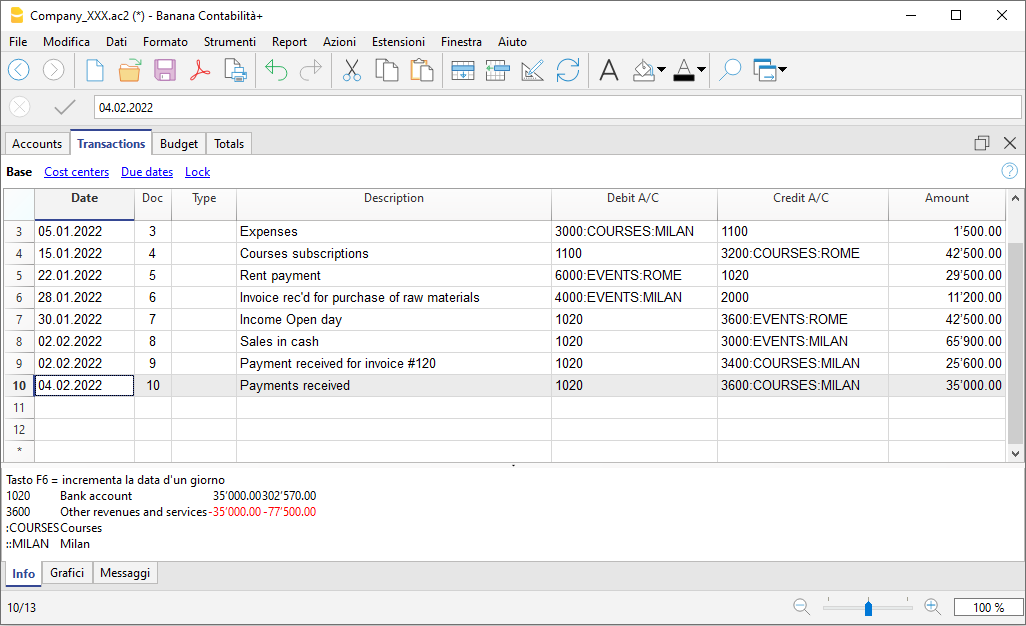 Company_XXX.ac2 (*) - Banana Contabilità+
File Modifica Dati Formato Strumenti Report Azioni Estensioni Finestra Aiuto
04.02.2022
Accounts Transactions Budget Totals
Base Cost centers Due dates Lock
Date Doc Type Description Debit A/C Credit A/C Amount
3 05.01.2022 3 Expenses 3000:COURSES:MILAN 1100 1'500.00
4 15.01.2022 4 Courses subscriptions 1100 3200:COURSES:ROME 42'500.00
5 22.01.2022 5 Rent payment 6000:EVENTS:ROME 1020 29'500.00
6 28.01.2022 6 Invoice rec'd for purchase of raw materials 4000:EVENTS:MILAN 2000 11'200.00
7 30.01.2022 7 Income Open day 1020 3600:EVENTS:ROME 42'500.00
8 02.02.2022 8 Sales in cash 1020 3000:EVENTS:MILAN 65'900.00
9 02.02.2022 9 Payment received for invoice #120 1020 3400:COURSES:MILAN 25'600.00
10 04.02.2022 10 Payments received 1020 3600:COURSES:MILAN 35'000.00
11
12
*
Tasto F6 = incrementa la data d'un giorno
1020 Bank account 35'000.00 302'570.00
3600 Other revenues and services -35'000.00 -77'500.00
:COURSES Courses
::MILAN Milan
Info Grafici Messaggi
10/13 100 %